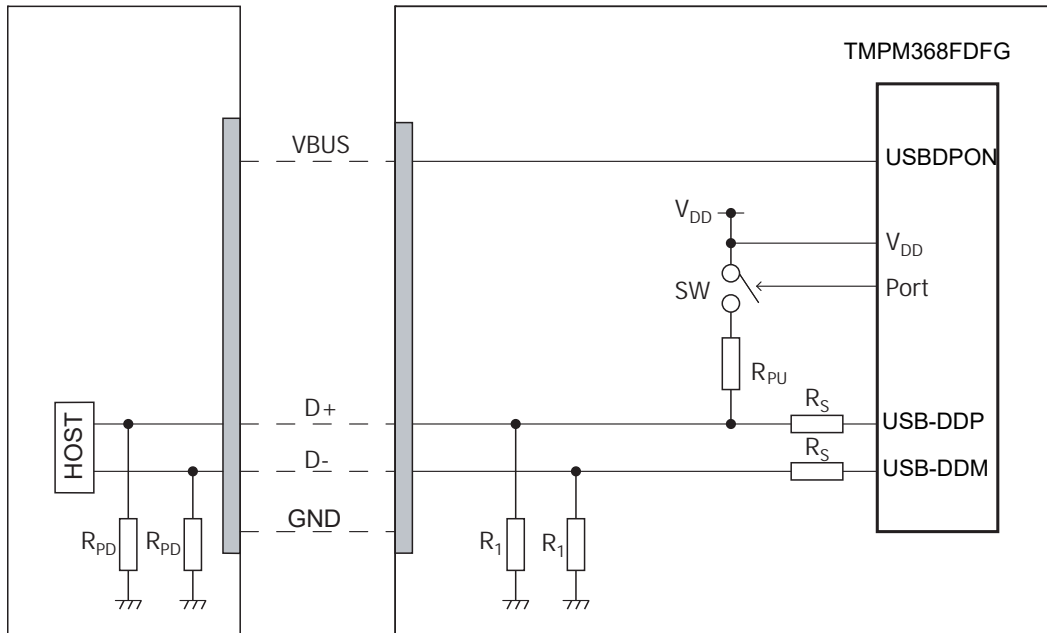 TMPM368FDFG
VBUS
USBDPON
VDD
VDD
SW
Port
RPU
HOST
D+
RS
USB-DDP
D-
RS
USB-DDM
GND
RPD
RPD
R1
R1